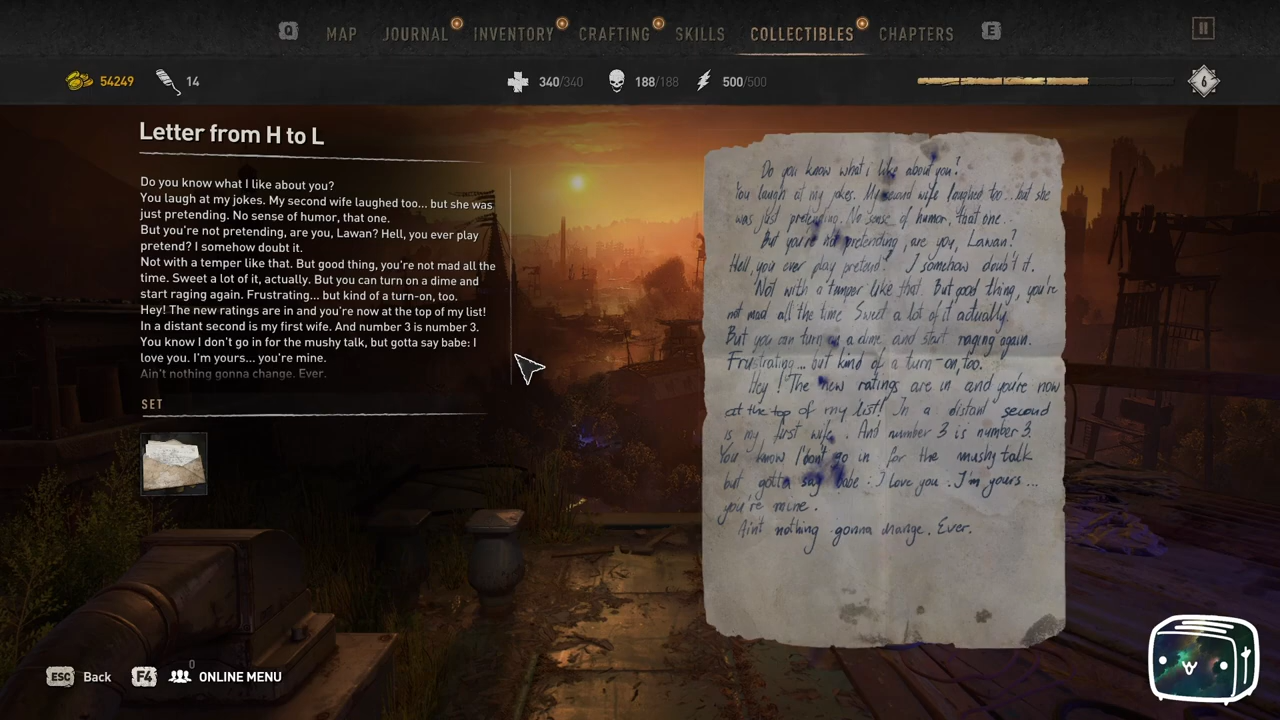 Q
MAP
JOURNAL
INVENTORY
CRAFTING
SKILLS
COLLECTIBLES
CHAPTERS
E
54249
14
340/340
188/188
500/500
6
Letter from H to L
Do you know what I like about you?
You laugh at my jokes. My second wife laughed too... but she was
just pretending. No sense of humor, that one.
But you're not pretending, are you, Lawan? Hell, you ever play
pretend? I somehow doubt it.
Not with a temper like that. But good thing, you're not mad all the
time. Sweet a lot of it, actually. But you can turn on a dime and
start raging again. Frustrating... but kind of a turn-on, too.
Hey! The new ratings are in and you're now at the top of my list!
In a distant second is my first wife. And number 3 is number 3.
You know I don't go in for the mushy talk, but gotta say babe: I
love you. I'm yours... you're mine.
Ain't nothing gonna change. Ever.
SET
Do you know what i like about you?
You laugh at my jokes. My second wife laughed too... but she
was just pretending. No sense of humor, that one.
But you're not pretending, are you, Lawan?
Hell, you ever play pretend? I somehow doubt it.
Not with a temper like that. But good thing, you're
not mad all the time. Sweet a lot of it actually.
But you can turn on a dime and start raging again.
Frustrating... but kind of a turn-on, too.
Hey! The new ratings are in and you're now
at the top of my list! In a distant second
is my first wife. And number 3 is number 3.
You know I don't go in for the mushy talk
but gotta say babe: I love you. I'm yours...
you're mine.
Ain't nothing gonna change. Ever.
ESC Back
F4
0
ONLINE MENU